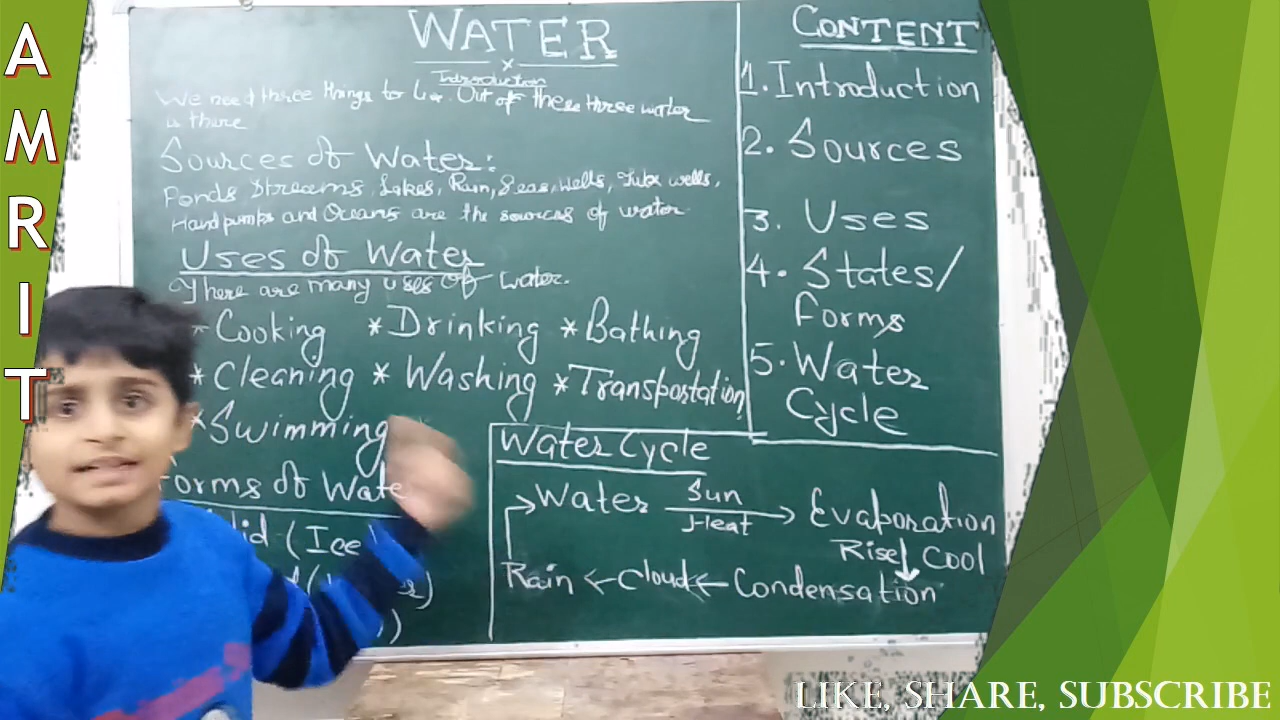 AMRIT
WATER
Introduction
We need three things to live. Out of these three water
is there
Sources of Water:
Ponds Streams, Lakes, Rain, Seas, Wells, Tube wells,
Hand pumps and Oceans are the sources of water
Uses of Water
There are many uses of water.
* Cooking * Drinking * Bathing
* Cleaning * Washing * Transportation
* Swimming
Forms of Wate
(Ice
CONTENT
1. Introduction
2. Sources
3. Uses
4. States/
Forms
5. Water
Cycle
Water Cycle
Water Sun Heat → Evaporation
Rise ↓ Cool
Rain ← Cloud ← Condensation
LIKE, SHARE, SUBSCRIBE